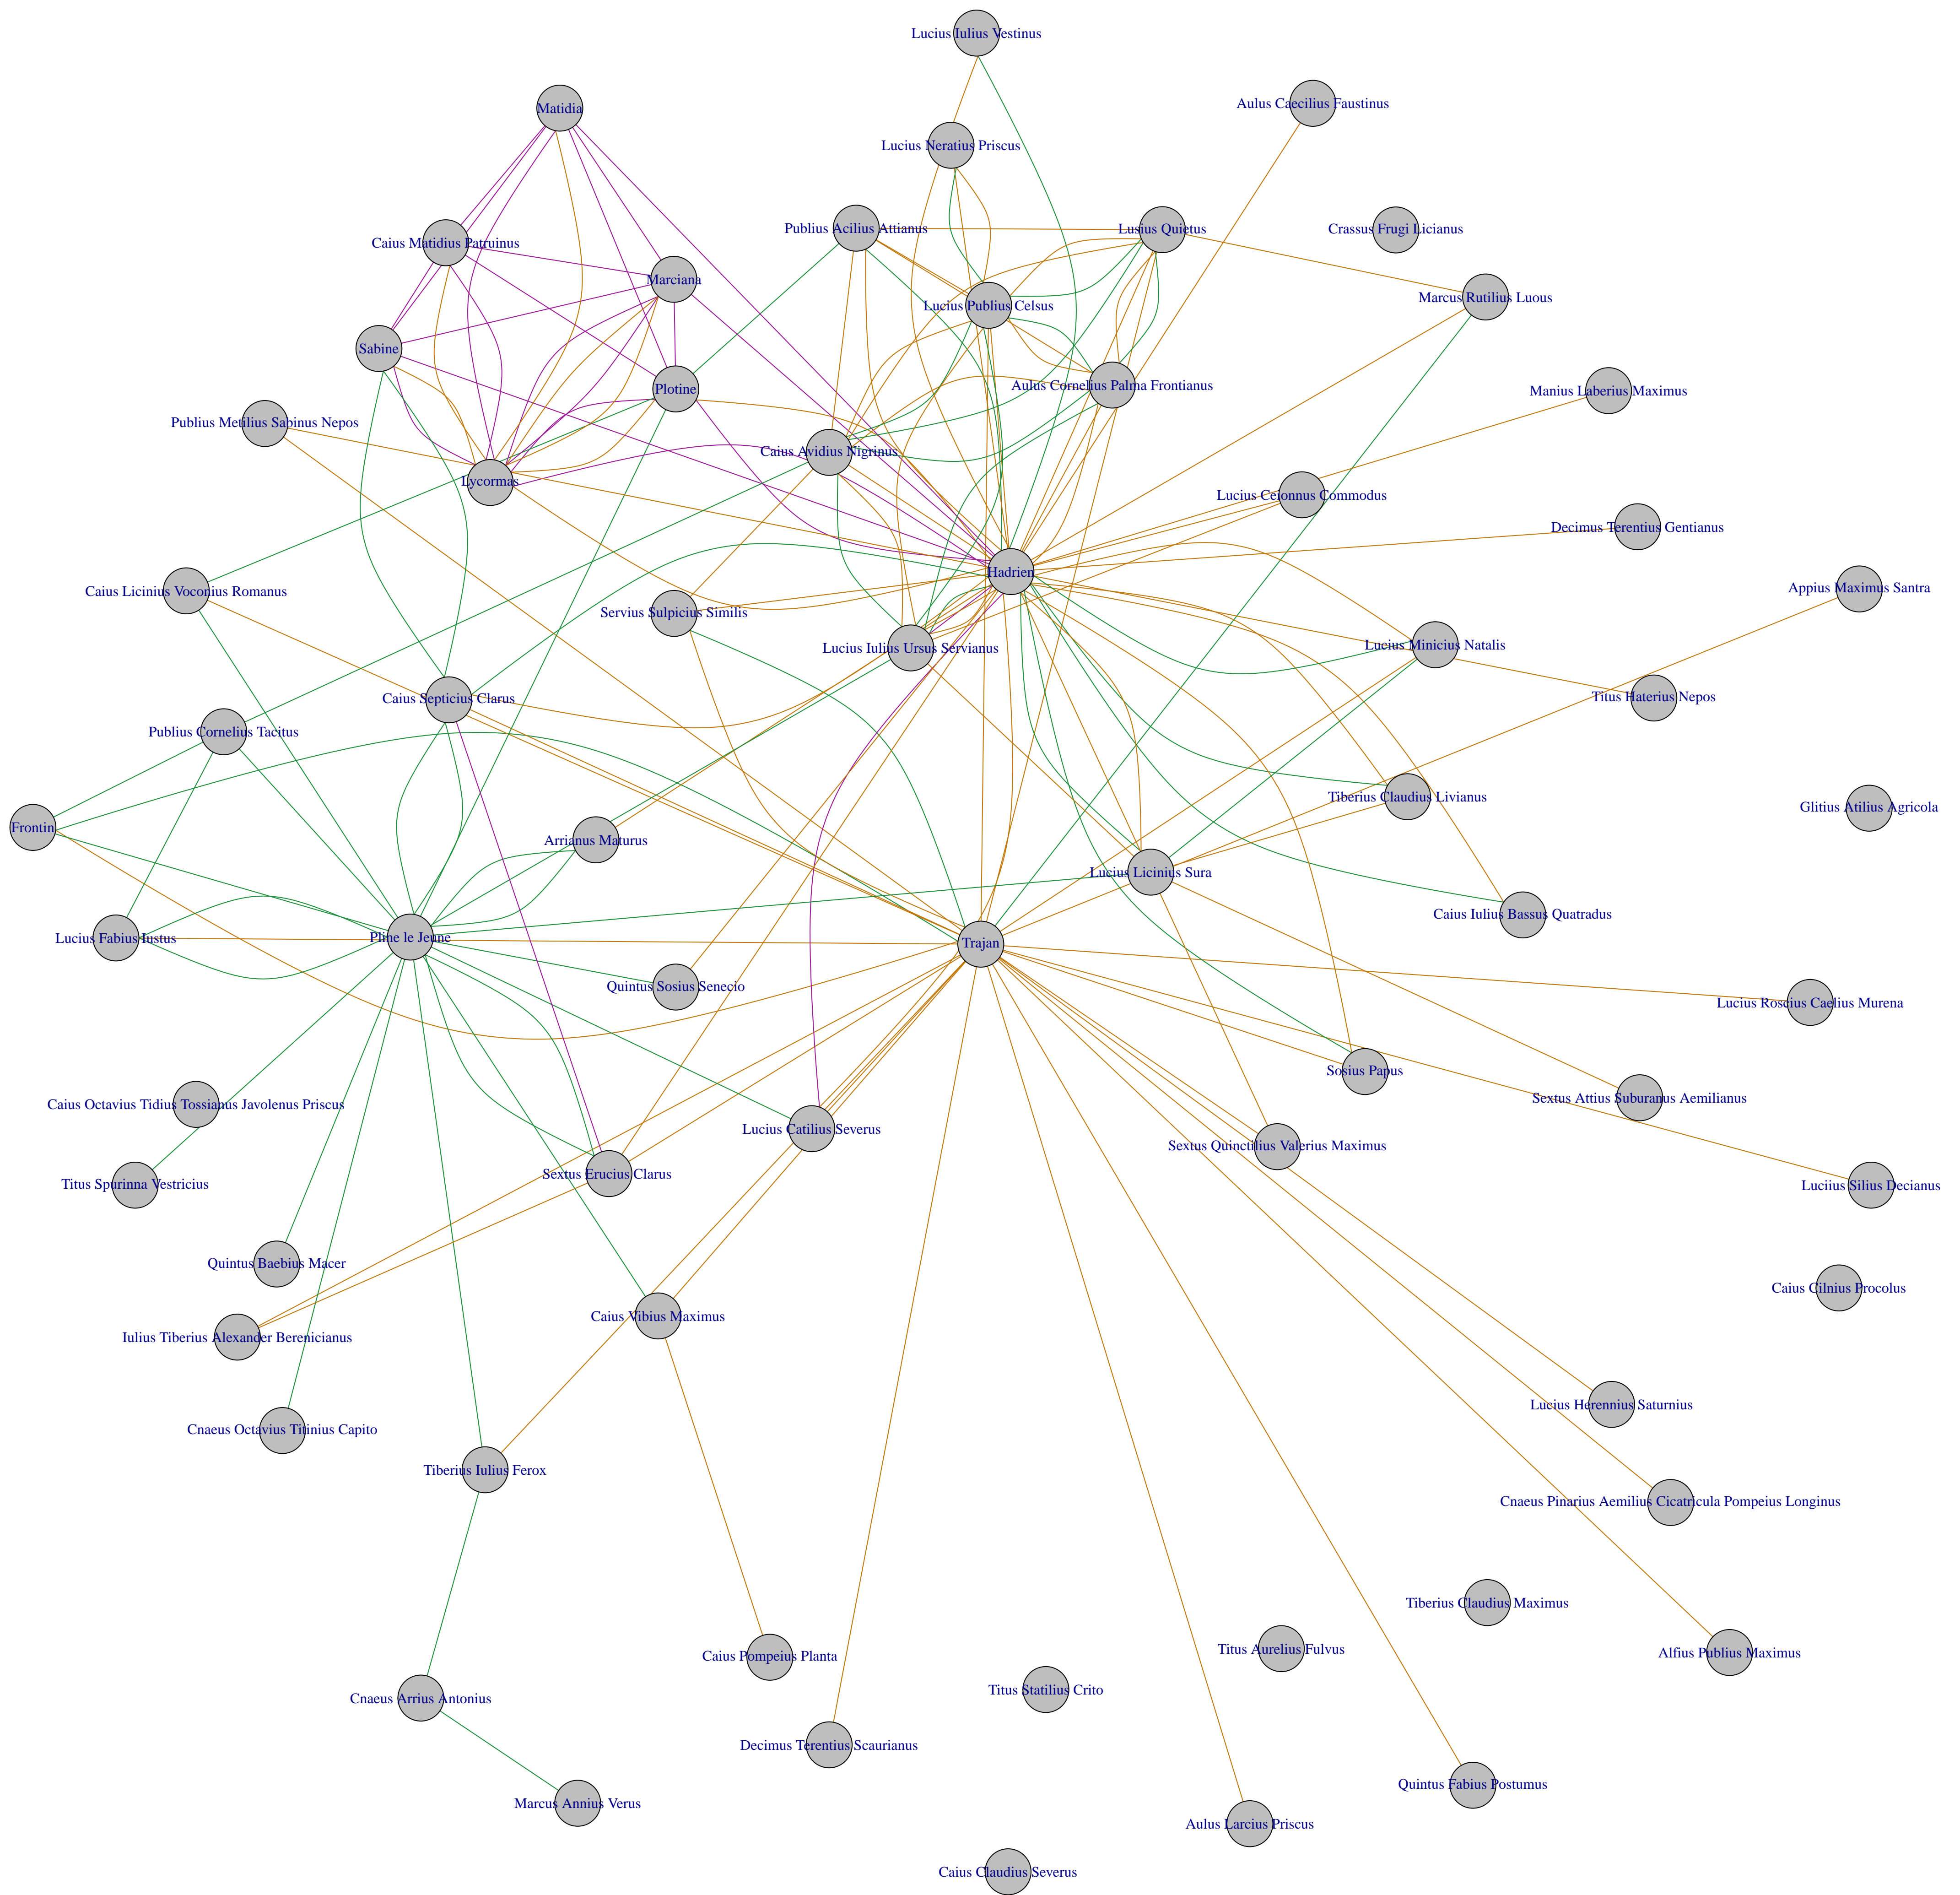 Lucius Iulius Vestinus
Aulus Caecilius Faustinus
Matidia
Lucius Neratius Priscus
Publius Acilius Attianus
Lusius Quietus
Crassus Frugi Licianus
Caius Matidius Patruinus
Marciana
Marcus Rutilius Luous
Lucius Publius Celsus
Sabine
Plotine
Aulus Cornelius Palma Frontianus
Manius Laberius Maximus
Publius Metilius Sabinus Nepos
Caius Avidius Nigrinus
Lycormas
Lucius Ceionnus Commodus
Decimus Terentius Gentianus
Hadrien
Caius Licinius Voconius Romanus
Appius Maximus Santra
Servius Sulpicius Similis
Lucius Iulius Ursus Servianus
Lucius Minicius Natalis
Caius Septicius Clarus
Titus Haterius Nepos
Publius Cornelius Tacitus
Tiberius Claudius Livianus
Glitius Atilius Agricola
Frontin
Arrianus Maturus
Lucius Licinius Sura
Caius Iulius Bassus Quatradus
Lucius Fabius Iustus
Pline le Jeune
Trajan
Quintus Sosius Senecio
Lucius Roscius Caelius Murena
Sosius Papus
Caius Octavius Tidius Tossianus Javolenus Priscus
Sextus Attius Suburanus Aemilianus
Lucius Catilius Severus
Sextus Quinctilius Valerius Maximus
Sextus Erucius Clarus
Titus Spurinna Vestricius
Luciius Silius Decianus
Quintus Baebius Macer
Caius Cilnius Procolus
Caius Vibius Maximus
Iulius Tiberius Alexander Berenicianus
Lucius Herennius Saturnius
Cnaeus Octavius Titinius Capito
Tiberius Iulius Ferox
Cnaeus Pinarius Aemilius Cicatricula Pompeius Longinus
Tiberius Claudius Maximus
Titus Aurelius Fulvus
Alfius Publius Maximus
Caius Pompeius Planta
Titus Statilius Crito
Cnaeus Arrius Antonius
Decimus Terentius Scaurianus
Quintus Fabius Postumus
Marcus Annius Verus
Aulus Larcius Priscus
Caius Claudius Severus